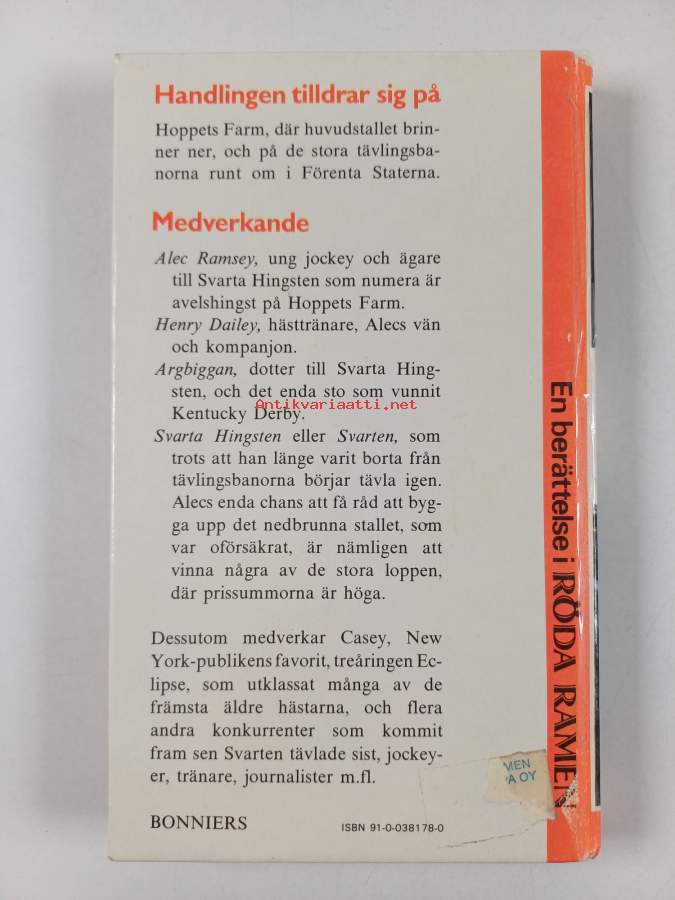 Handlingen tilldrar sig på
Hoppets Farm, där huvudstallet brin-
ner ner, och på de stora tävlingsba-
norna runt om i Förenta Staterna.
Medverkande
Alec Ramsey, ung jockey och ägare
till Svarta Hingsten som numera är
avelshingst på Hoppets Farm.
Henry Dailey, hästtränare, Alecs vän
och kompanjon.
Argbiggan, dotter till Svarta Hing-
sten, och det enda sto som vunnit
Kentucky Derby.
Antikvariaatti.net
Svarta Hingsten eller Svarten, som
trots att han länge varit borta från
tävlingsbanorna börjar tävla igen.
Alecs enda chans att få råd att byg-
ga upp det nedbrunna stallet, som
var oförsäkrat, är nämligen att
vinna några av de stora loppen,
där prissummorna är höga.
Dessutom medverkar Casey, New
York-publikens favorit, treåringen Ec-
lipse, som utklassat många av de
främsta äldre hästarna, och flera
andra konkurrenter som kommit
fram sen Svarten tävlade sist, jockey-
er, tränare, journalister m.fl.
BONNIERS
ISBN 91-0-038178-0
MEN
A OY
En berättelse i RÖDA RAMEN